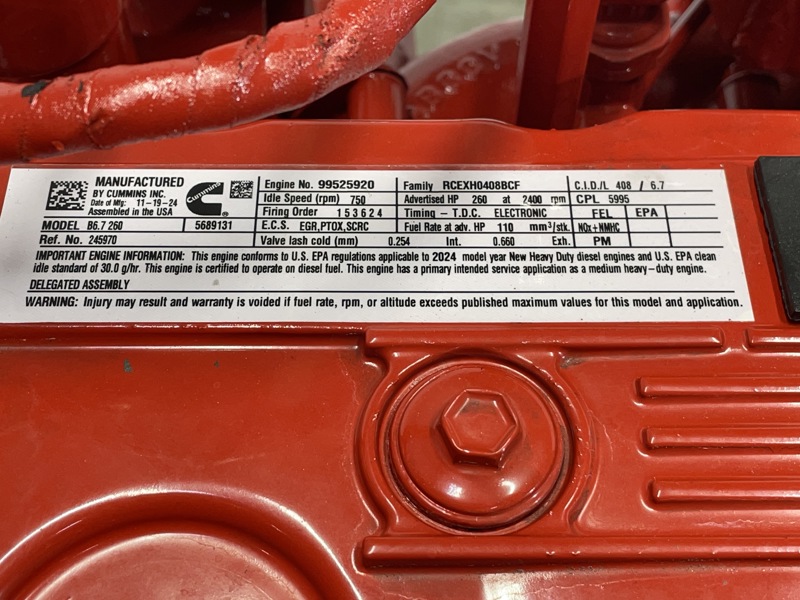 MANUFACTURED
BY CUMMINS INC.
Date of Mfg: 11-19-24
Assembled in the USA
Cummins
Engine No. 99525920
Family RCEXH0408BCF
C.I.D./L 408 / 6.7
Idle Speed (rpm) 750
Advertised HP 260 at 2400 rpm
CPL 5995
Firing Order 153624
Timing-T.D.C. ELECTRONIC
FEL EPA
MODEL B6.7 260 5689131
E.C.S. EGR,PTOX,SCRC
Fuel Rate at adv. HP 110 mm³/stk.
NOx+NMHC
Ref. No. 245970
Valve lash cold (mm) 0.254 Int. 0.660 Exh.
PM
IMPORTANT ENGINE INFORMATION: This engine conforms to U.S. EPA regulations applicable to 2024 model year New Heavy Duty diesel engines and U.S. EPA clean
idle standard of 30.0 g/hr. This engine is certified to operate on diesel fuel. This engine has a primary intended service application as a medium heavy-duty engine.
DELEGATED ASSEMBLY
WARNING: Injury may result and warranty is voided if fuel rate, rpm, or altitude exceeds published maximum values for this model and application.